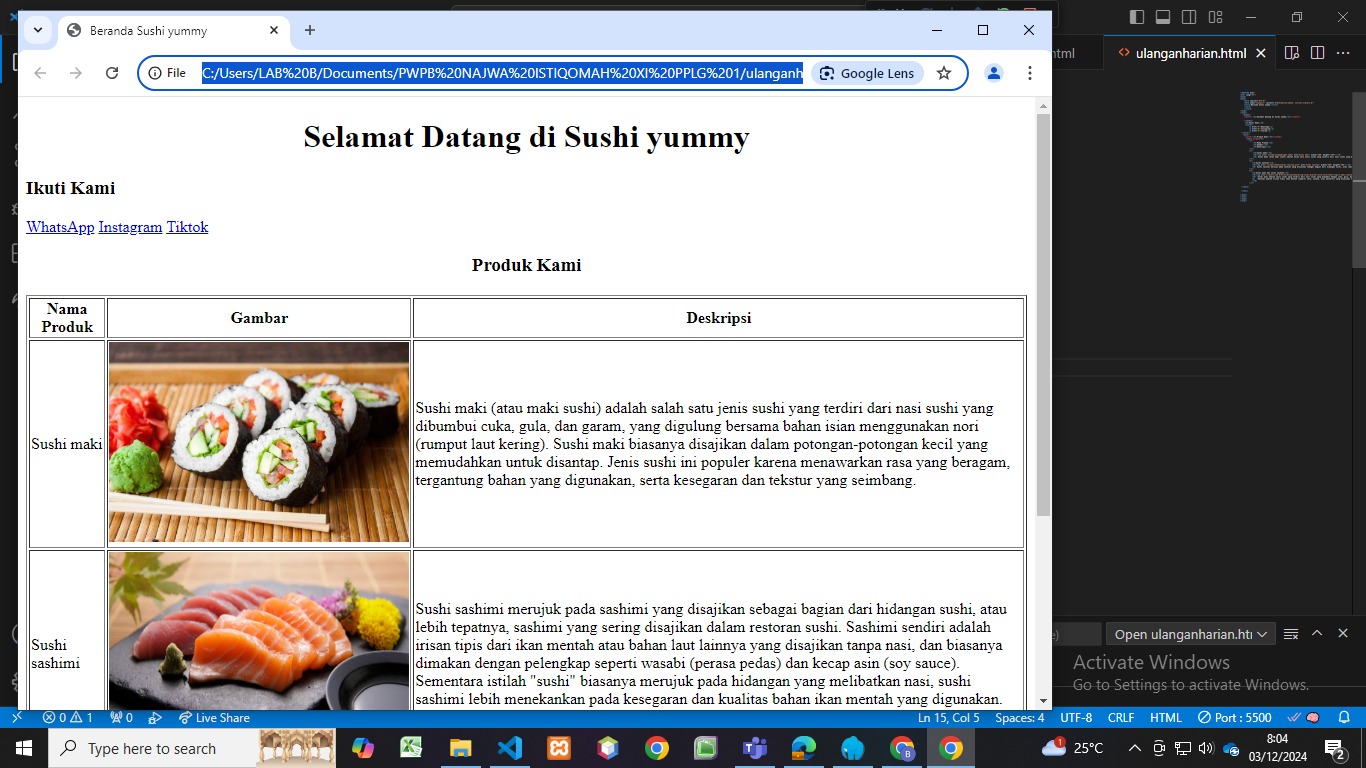 Beranda Sushi yummy
ulanganharian.html
File
C:/Users/LAB%20B/Documents/PWPB%20NAJWA%20ISTIQOMAH%20XI%20PPLG%201/ulanganh
Google Lens
Selamat Datang di Sushi yummy
Ikuti Kami
WhatsApp Instagram Tiktok
Produk Kami
Nama
Produk
Gambar
Deskripsi
Sushi maki
Sushi maki (atau maki sushi) adalah salah satu jenis sushi yang terdiri dari nasi sushi yang
dibumbui cuka, gula, dan garam, yang digulung bersama bahan isian menggunakan nori
(rumput laut kering). Sushi maki biasanya disajikan dalam potongan-potongan kecil yang
memudahkan untuk disantap. Jenis sushi ini populer karena menawarkan rasa yang beragam,
tergantung bahan yang digunakan, serta kesegaran dan tekstur yang seimbang.
Sushi
sashimi
Sushi sashimi merujuk pada sashimi yang disajikan sebagai bagian dari hidangan sushi, atau
lebih tepatnya, sashimi yang sering disajikan dalam restoran sushi. Sashimi sendiri adalah
irisan tipis dari ikan mentah atau bahan laut lainnya yang disajikan tanpa nasi, dan biasanya
dimakan dengan pelengkap seperti wasabi (perasa pedas) dan kecap asin (soy sauce).
Sementara istilah "sushi" biasanya merujuk pada hidangan yang melibatkan nasi, sushi
sashimi lebih menekankan pada kesegaran dan kualitas bahan ikan mentah yang digunakan.
Open ulanganharian.htr
Activate Windows
Go to Settings to activate Windows.
0 1 0 Live Share
Ln 15, Col 5 Spaces: 4 UTF-8 CRLF HTML Port : 5500
Type here to search
1
25°C
8:04
03/12/2024
2